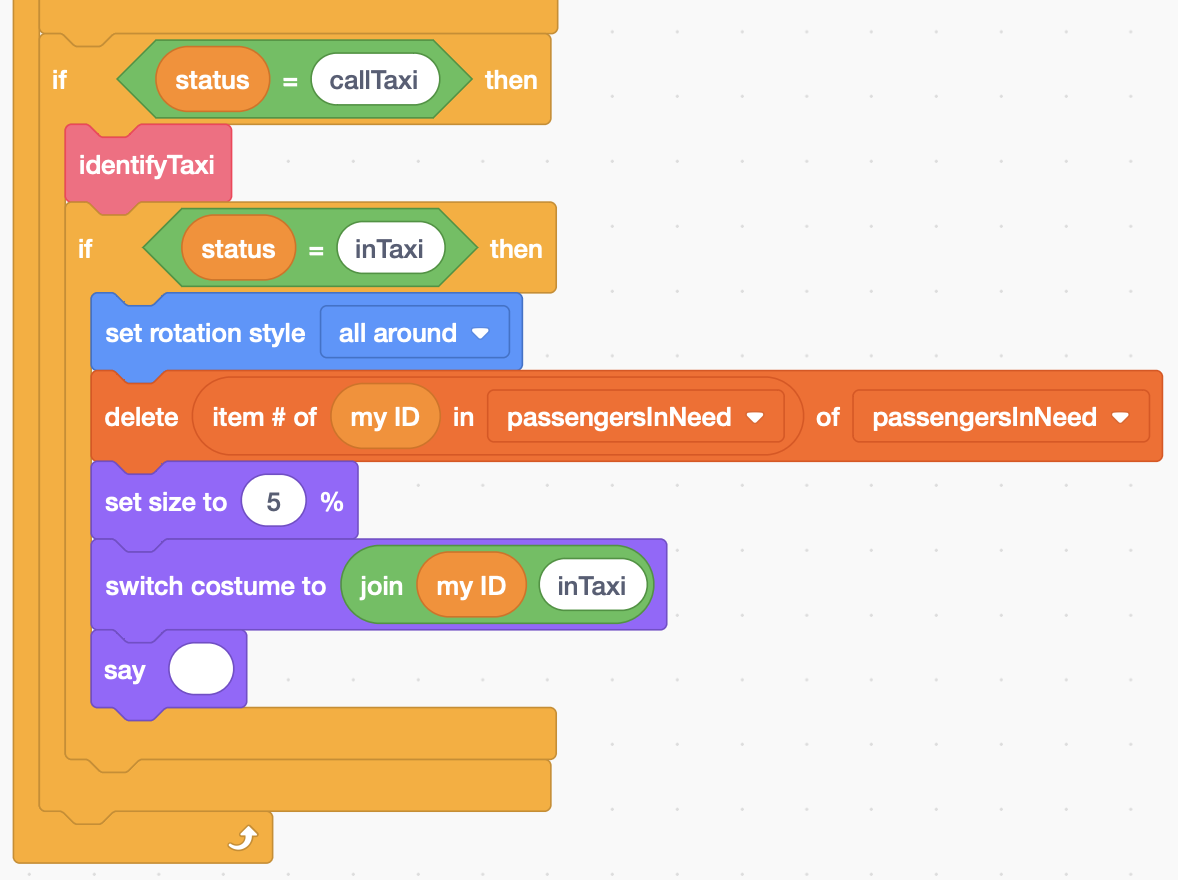 if status = callTaxi then
identifyTaxi
if status = inTaxi then
set rotation style all around
delete item # of my ID in passengersInNeed of passengersInNeed
set size to 5 %
switch costume to join my ID inTaxi
say